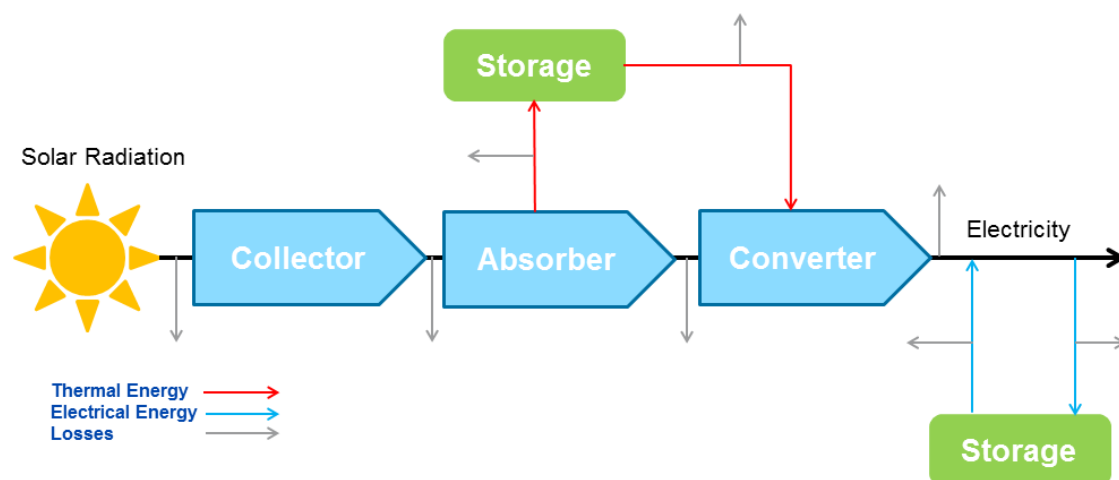 Storage
Solar Radiation
Collector
Absorber
Converter
Electricity
Thermal Energy
Electrical Energy
Losses
Storage